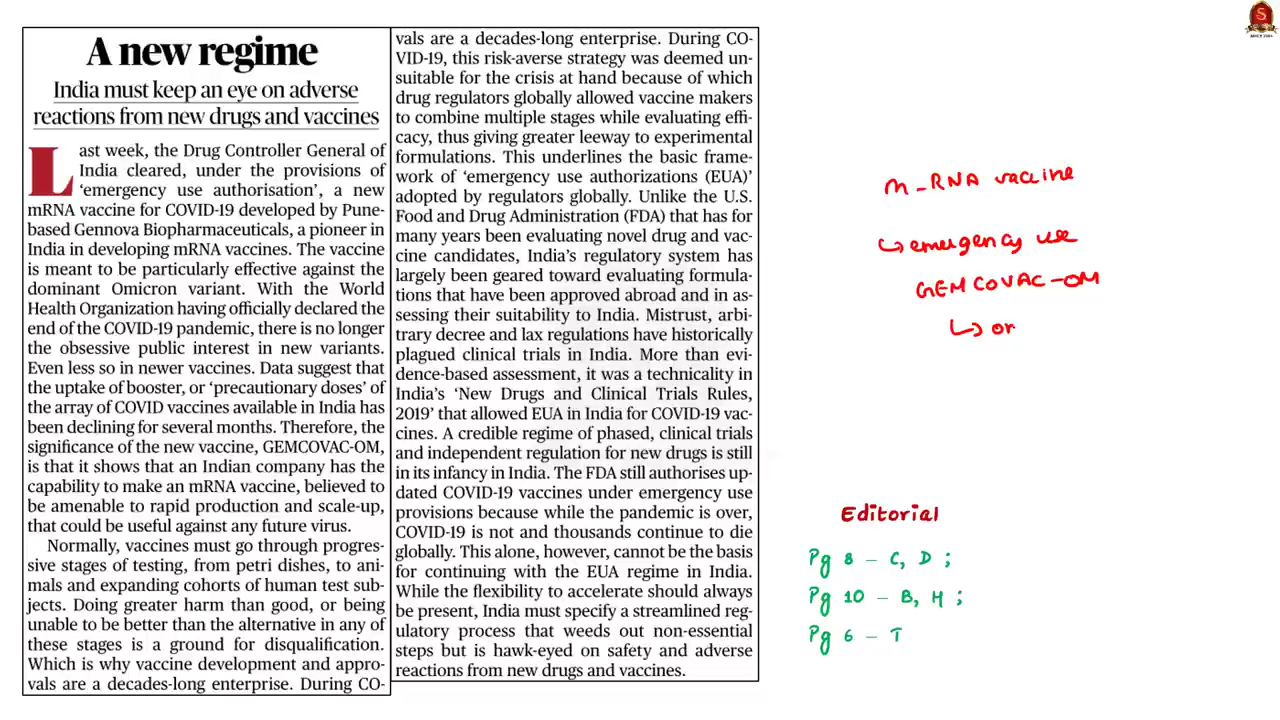 A new regime
India must keep an eye on adverse
reactions from new drugs and vaccines
Last week, the Drug Controller General of
India cleared, under the provisions of
‘emergency use authorisation’, a new
mRNA vaccine for COVID-19 developed by Pune-
based Gennova Biopharmaceuticals, a pioneer in
India in developing mRNA vaccines. The vaccine
is meant to be particularly effective against the
dominant Omicron variant. With the World
Health Organization having officially declared the
end of the COVID-19 pandemic, there is no longer
the obsessive public interest in new variants.
Even less so in newer vaccines. Data suggest that
the uptake of booster, or ‘precautionary doses’ of
the array of COVID vaccines available in India has
been declining for several months. Therefore, the
significance of the new vaccine, GEMCOVAC-OM,
is that it shows that an Indian company has the
capability to make an mRNA vaccine, believed to
be amenable to rapid production and scale-up,
that could be useful against any future virus.
Normally, vaccines must go through progres-
sive stages of testing, from petri dishes, to ani-
mals and expanding cohorts of human test sub-
jects. Doing greater harm than good, or being
unable to be better than the alternative in any of
these stages is a ground for disqualification.
Which is why vaccine development and appro-
vals are a decades-long enterprise. During CO-
vals are a decades-long enterprise. During CO-
VID-19, this risk-averse strategy was deemed un-
suitable for the crisis at hand because of which
drug regulators globally allowed vaccine makers
to combine multiple stages while evaluating effi-
cacy, thus giving greater leeway to experimental
formulations. This underlines the basic frame-
work of ‘emergency use authorizations (EUA)’
adopted by regulators globally. Unlike the U.S.
Food and Drug Administration (FDA) that has for
many years been evaluating novel drug and vac-
cine candidates, India’s regulatory system has
largely been geared toward evaluating formula-
tions that have been approved abroad and in as-
sessing their suitability to India. Mistrust, arbi-
trary decree and lax regulations have historically
plagued clinical trials in India. More than evi-
dence-based assessment, it was a technicality in
India’s ‘New Drugs and Clinical Trials Rules,
2019’ that allowed EUA in India for COVID-19 vac-
cines. A credible regime of phased, clinical trials
and independent regulation for new drugs is still
in its infancy in India. The FDA still authorises up-
dated COVID-19 vaccines under emergency use
provisions because while the pandemic is over,
COVID-19 is not and thousands continue to die
globally. This alone, however, cannot be the basis
for continuing with the EUA regime in India.
While the flexibility to accelerate should always
be present, India must specify a streamlined reg-
ulatory process that weeds out non-essential
steps but is hawk-eyed on safety and adverse
reactions from new drugs and vaccines.
m-RNA vaccine
↳ emergency use
GEMCOVAC-OM
↳ or
Editorial
Pg 8 – C, D ;
Pg 10 – B, H ;
Pg 6 – T